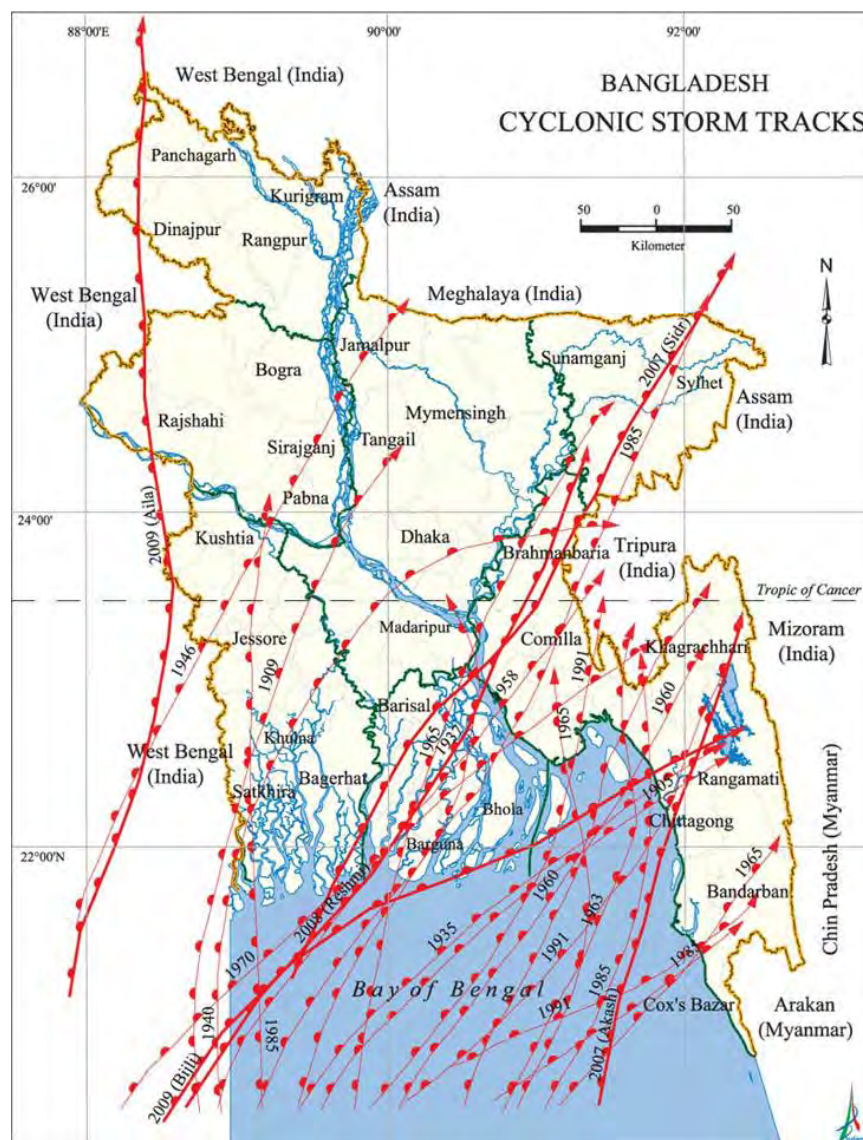 88°00'E
90°00'
92°00'
West Bengal (India)
BANGLADESH
CYCLONIC STORM TRACKS
Panchagarh
26°00'
Kurigram
Assam
(India)
Dinajpur
Rangpur
50 0 50
Kilometer
N
West Bengal
(India)
Meghalaya (India)
Jamalpur
Bogra
Sunamganj
2007 (Sidr)
Sylhet
Assam
(India)
Rajshahi
Mymensingh
Sirajganj
Tangail
1985
Pabna
24°00'
2009 (Aila)
Kushtia
Dhaka
Brahmanbaria
Tripura
(India)
Tropic of Cancer
Jessore
Madaripur
Comilla
Khagrachhari
Mizoram
(India)
1946
1909
1991
1958
1960
Barisal
1965
1937
1965
West Bengal
(India)
Khulna
Bagerhat
Satkhira
Rangamati
1905
Bhola
Chittagong
Barguna
22°00'N
Chin Pradesh (Myanmar)
1960
1965
Bandarban
2008 (Reshmi)
1963
1935
1991
1970
1983
Bay of Bengal
1985
1991
Cox's Bazar
Arakan
(Myanmar)
1940
1985
2007 (Akash)
2009 (Bijli)